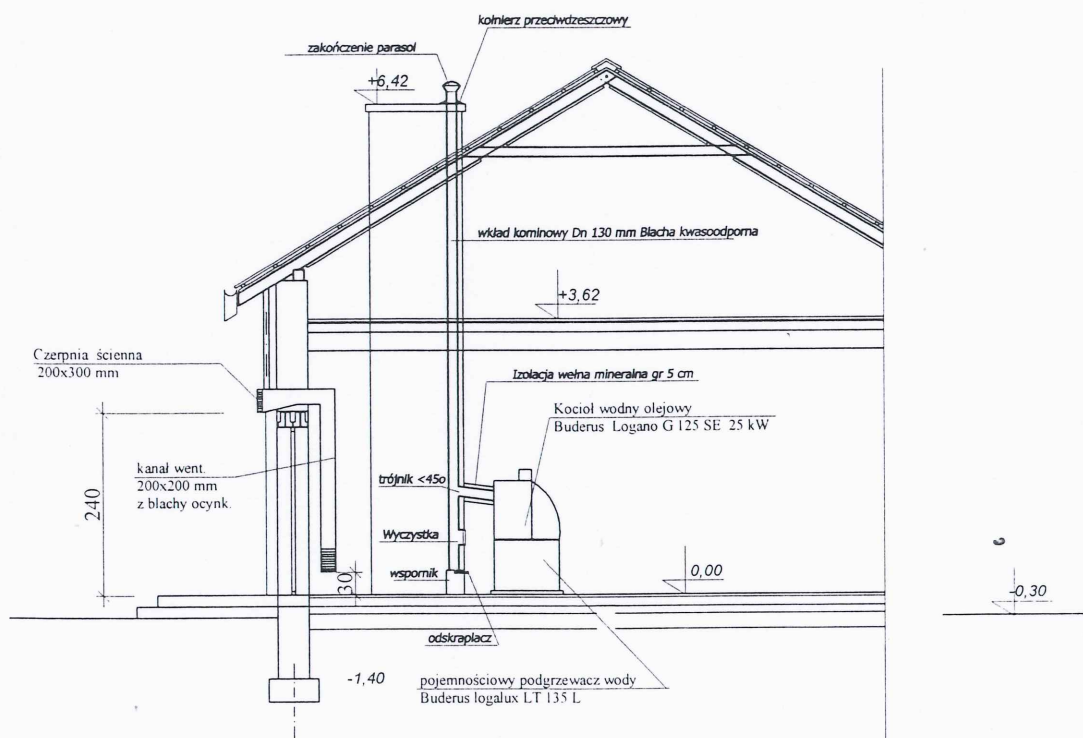 kołnierz przeciwdzeszczowy
zakończenie parasol
+6,42
wkład kominowy Dn 130 mm Blacha kwasoodporna
+3,62
Czerpnia ścienna
200x300 mm
Izolacja wełna mineralna gr 5 cm
Kocioł wodny olejowy
Buderus Logano G 125 SE 25 kW
kanał went.
200x200 mm
z blachy ocynk.
240
trójnik <45o
Wyczystka
wspornik
30
0,00
-0,30
odskraplacz
-1,40
pojemnościowy podgrzewacz wody
Buderus logalux LT 135 L